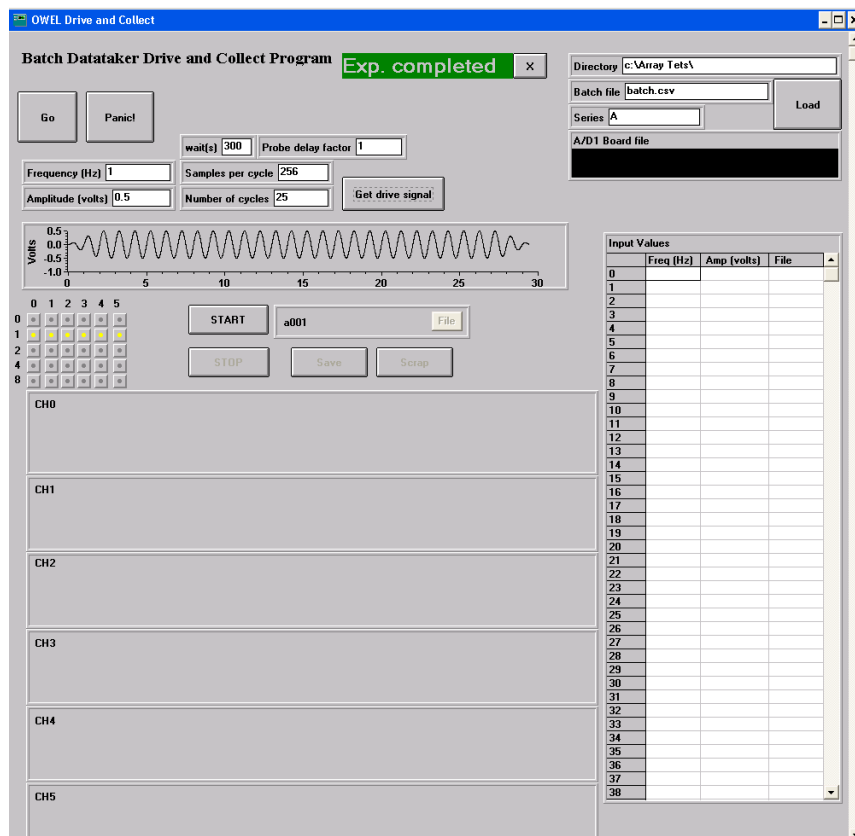 OWEL Drive and Collect
Batch Datataker Drive and Collect Program
Exp. completed X
Directory c:\Array Tets\
Batch file batch.csv
Series A
Load
Go
Panic!
A/D1 Board file
wait(s) 300
Probe delay factor 1
Frequency (Hz) 1
Samples per cycle 256
Amplitude (volts) 0.5
Number of cycles 25
Get drive signal
Volts
0.5
0.0
-0.5
-1.0
0 5 10 15 20 25 30
0 1 2 3 4 5
0
1
2
4
8
START
a001
File
STOP
Save
Scrap
CH0
CH1
CH2
CH3
CH4
CH5
Input Values
Freq (Hz) Amp (volts) File
0
1
2
3
4
5
6
7
8
9
10
11
12
13
14
15
16
17
18
19
20
21
22
23
24
25
26
27
28
29
30
31
32
33
34
35
36
37
38